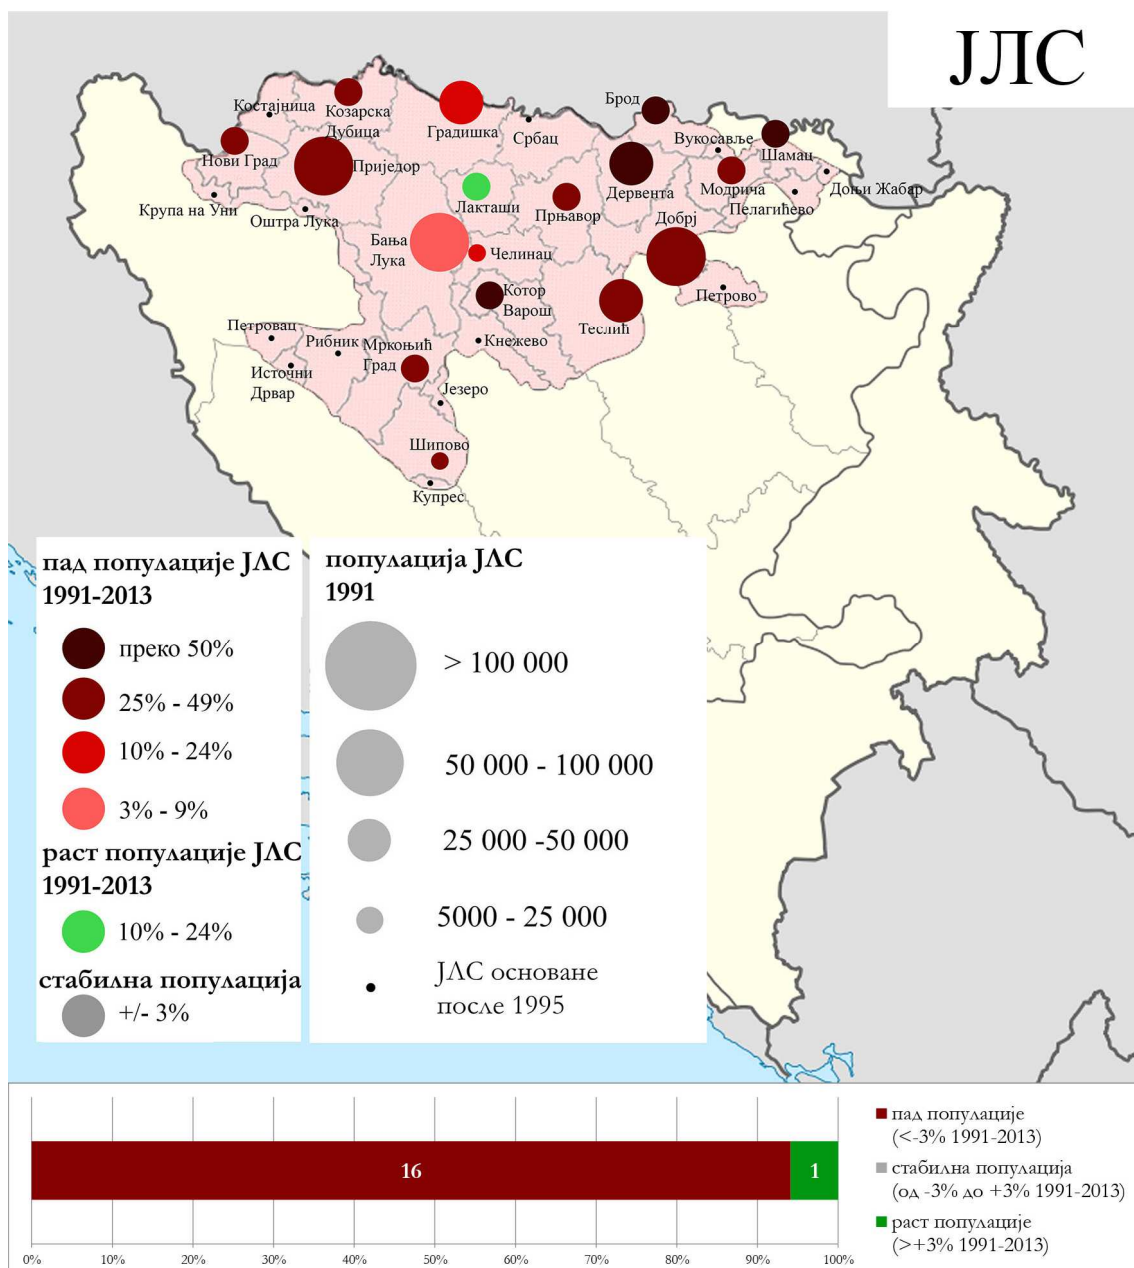 ЈЛС
Брод
Костајница
Козарска
Дубица
Градишка
Србац
Вукосавље
Шамац
Нови Град
Приједор
Дервента
Модрича
Доњи Жабар
Лакташи
Прњавор
Пелагићево
Крупа на Уни
Оштра Лука
Добрј
Бања
Лука
Челинац
Котор
Варош
Петрово
Теслић
Петровац
Рибник
Мркоњић
Град
Кнежево
Источни
Дрвар
Језеро
Шипово
Купрес
пад популације ЈЛС
1991-2013
преко 50%
25% - 49%
10% - 24%
3% - 9%
раст популације ЈЛС
1991-2013
10% - 24%
стабилна популација
+/- 3%
популација ЈЛС
1991
> 100 000
50 000 - 100 000
25 000 -50 000
5000 - 25 000
ЈЛС основане
после 1995
16
1
0%
10%
20%
30%
40%
50%
60%
70%
80%
90%
100%
пад популације
(<-3% 1991-2013)
стабилна популација
(од -3% до +3% 1991-2013)
раст популације
(>+3% 1991-2013)